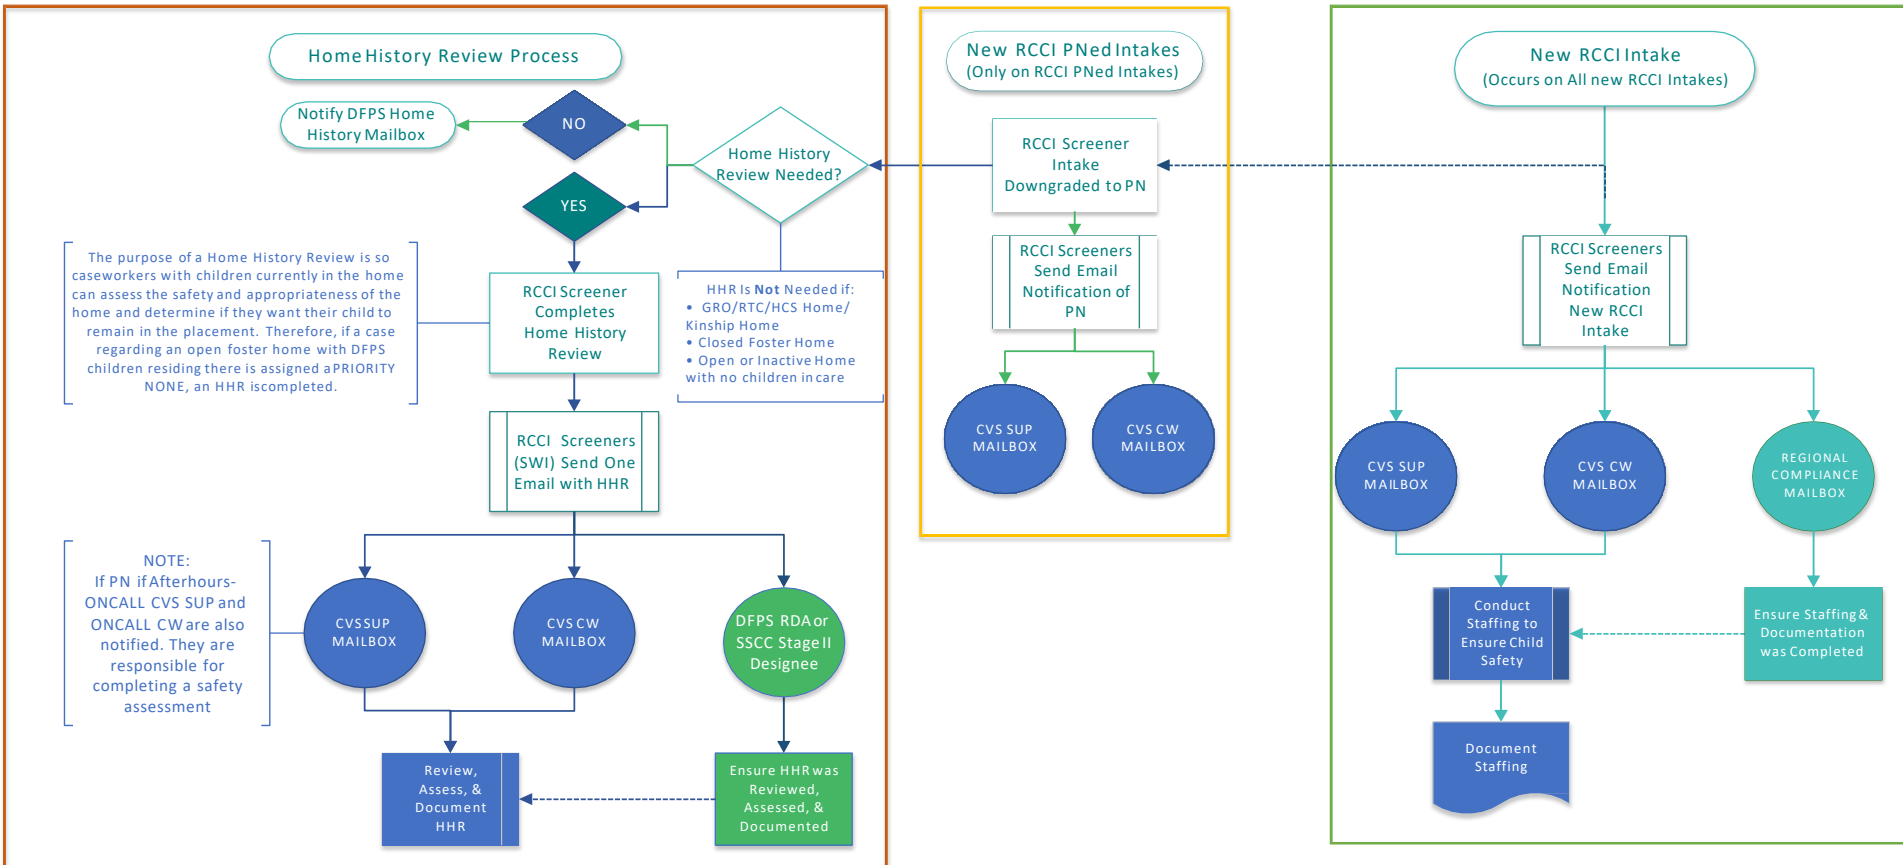 Home History Review Process
Notify DFPS Home
History Mailbox
NO
YES
Home History
Review Needed?
The purpose of a Home History Review is so
caseworkers with children currently in the home
can assess the safety and appropriateness of the
home and determine if they want their child to
remain in the placement. Therefore, if a case
regarding an open foster home with DFPS
children residing there is assigned a PRIORITY
NONE, an HHR is completed.
RCCI Screener
Completes
Home History
Review
HHR Is Not Needed if:
• GRO/RTC/HCS Home/
Kinship Home
• Closed Foster Home
• Open or Inactive Home
with no children in care
RCCI Screeners
(SWI) Send One
Email with HHR
NOTE:
If PN if Afterhours-
ONCALL CVS SUP and
ONCALL CW are also
notified. They are
responsible for
completing a safety
assessment
CVS SUP
MAILBOX
CVS CW
MAILBOX
DFPS RDA or
SSCC Stage II
Designee
Review,
Assess, &
Document
HHR
Ensure HHR was
Reviewed,
Assessed, &
Documented
New RCCI PNed Intakes
(Only on RCCI PNed Intakes)
RCCI Screener
Intake
Downgraded to PN
RCCI Screeners
Send Email
Notification of
PN
CVS SUP
MAILBOX
CVS CW
MAILBOX
New RCCI Intake
(Occurs on All new RCCI Intakes)
RCCI Screeners
Send Email
Notification
New RCCI
Intake
CVS SUP
MAILBOX
CVS CW
MAILBOX
REGIONAL
COMPLIANCE
MAILBOX
Conduct
Staffing to
Ensure Child
Safety
Ensure Staffing &
Documentation
was Completed
Document
Staffing